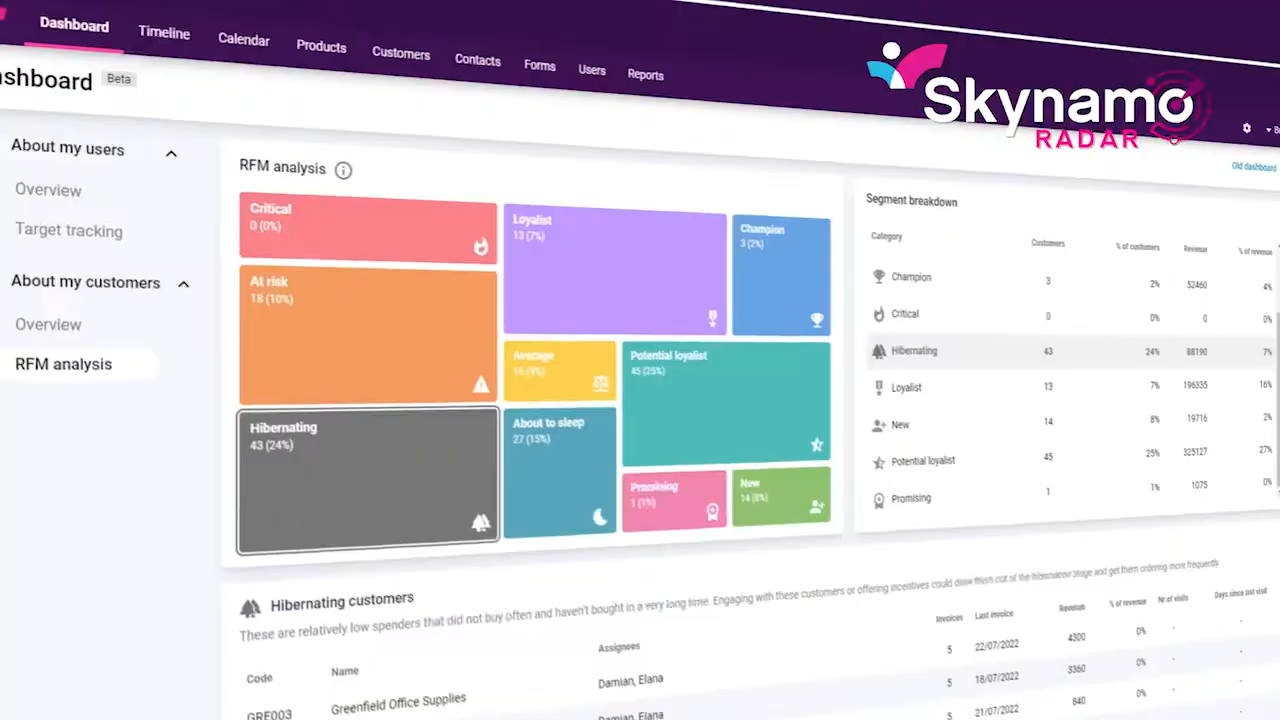 Dashboard Timeline Calendar Products Customers Contacts Forms Users Reports
Skynamo
RADAR
shboard Beta
Old dashboard
About my users
Overview
Target tracking
About my customers
Overview
RFM analysis
RFM analysis
Critical
0 (0%)
At risk
18 (10%)
Hibernating
43 (24%)
Loyalist
13 (7%)
Champion
3 (2%)
Average
16 (9%)
Potential loyalist
45 (25%)
About to sleep
27 (15%)
Promising
1 (1%)
New
14 (8%)
Segment breakdown
Category Customers % of customers Revenue % of revenue
Champion 3 2% 52460 4%
Critical 0 0% 0 0%
Hibernating 43 24% 88190 7%
Loyalist 13 7% 196335 16%
New 14 8% 19716 2%
Potential loyalist 45 25% 325127 27%
Promising 1 1% 1075 0%
Hibernating customers
These are relatively low spenders that did not buy often and haven't bought in a very long time. Engaging with these customers or offering incentives could draw them out of the hibernation stage and get them ordering more frequently
Code Name Assignees Invoices Last invoice Revenue % of revenue Nr of visits Days since last visit
GRE003 Greenfield Office Supplies Damian, Elana 5 22/07/2022 4300 0% - -
Damian, Elana 5 18/07/2022 3360 0% - -
5 21/07/2022 840 0% - -